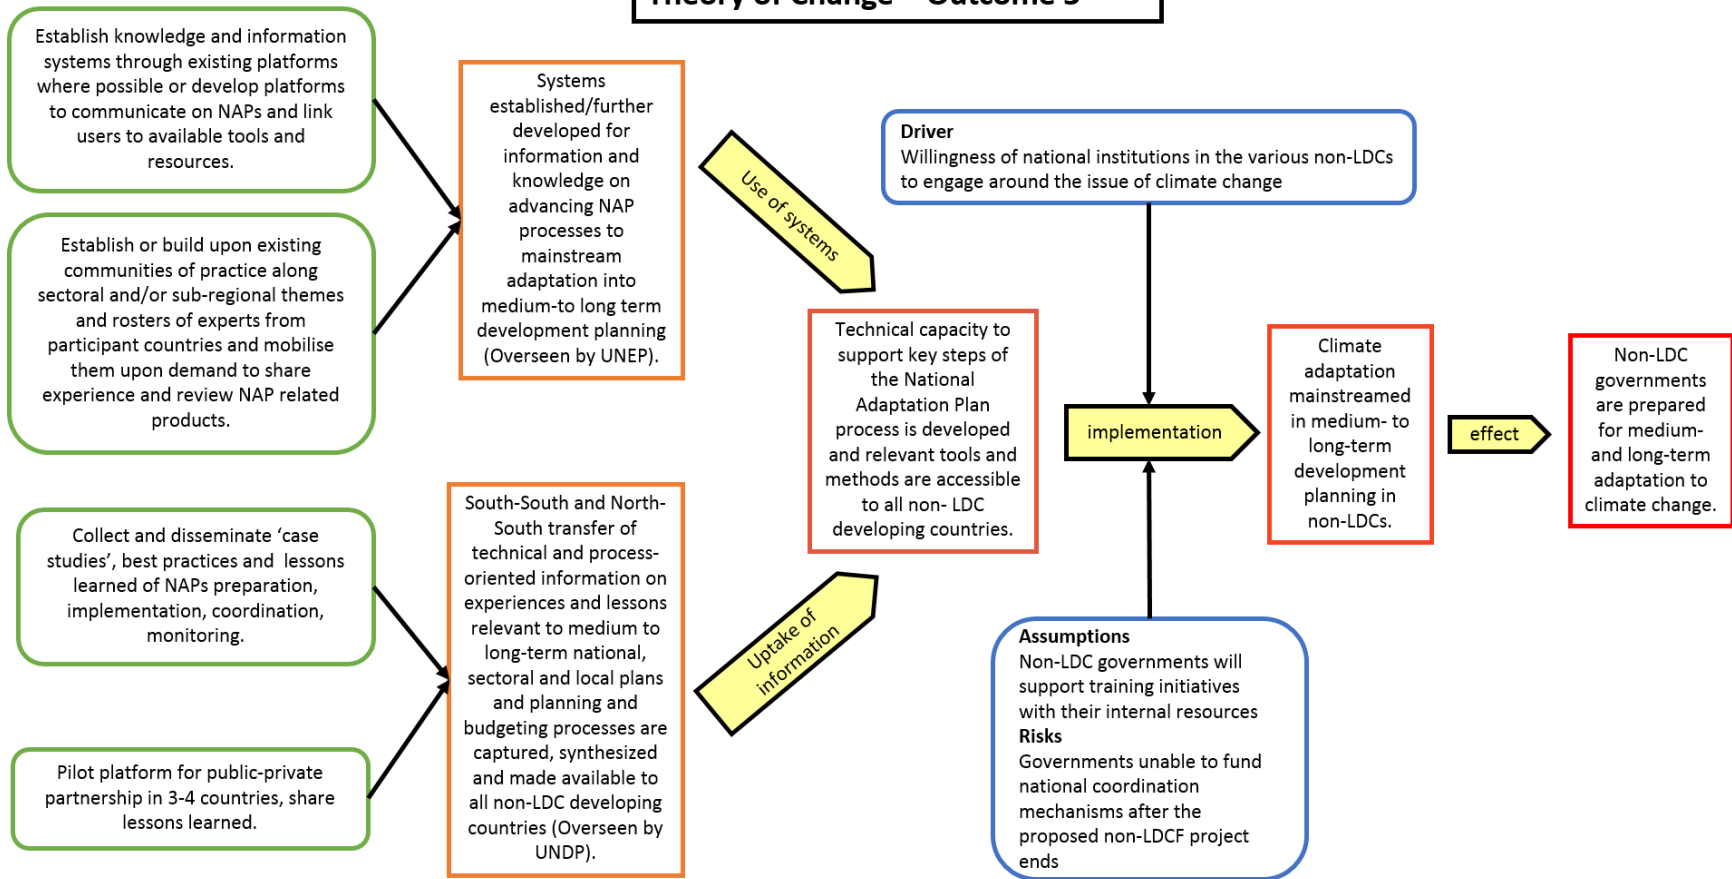 Theory of Change – Outcome 3
Establish knowledge and information
systems through existing platforms
where possible or develop platforms
to communicate on NAPs and link
users to available tools and
resources.
Establish or build upon existing
communities of practice along
sectoral and/or sub-regional themes
and rosters of experts from
participant countries and mobilise
them upon demand to share
experience and review NAP related
products.
Collect and disseminate ‘case
studies’, best practices and lessons
learned of NAPs preparation,
implementation, coordination,
monitoring.
Pilot platform for public-private
partnership in 3-4 countries, share
lessons learned.
Systems
established/further
developed for
information and
knowledge on
advancing NAP
processes to
mainstream
adaptation into
medium-to long term
development planning
(Overseen by UNEP).
South-South and North-
South transfer of
technical and process-
oriented information on
experiences and lessons
relevant to medium to
long-term national,
sectoral and local plans
and planning and
budgeting processes are
captured, synthesized
and made available to
all non-LDC developing
countries (Overseen by
UNDP).
Use of systems
Uptake of
information
Technical capacity to
support key steps of
the National
Adaptation Plan
process is developed
and relevant tools and
methods are accessible
to all non- LDC
developing countries.
Driver
Willingness of national institutions in the various non-LDCs
to engage around the issue of climate change
implementation
Assumptions
Non-LDC governments will
support training initiatives
with their internal resources
Risks
Governments unable to fund
national coordination
mechanisms after the
proposed non-LDCF project
ends
Climate
adaptation
mainstreamed
in medium- to
long-term
development
planning in
non-LDCs.
effect
Non-LDC
governments
are prepared
for medium-
and long-term
adaptation to
climate change.